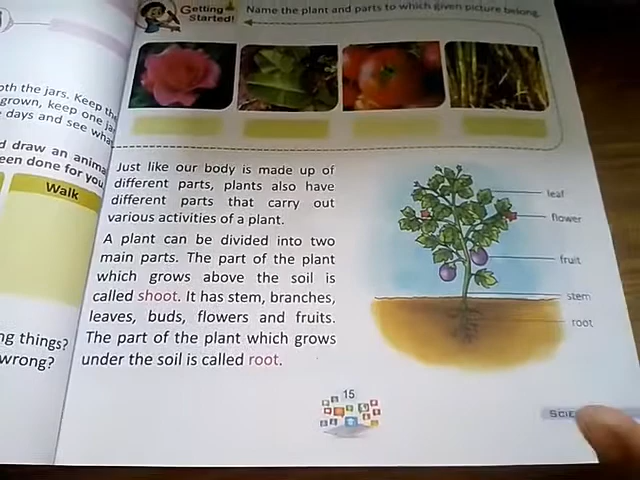 Getting
Started!
Name the plant and parts to which given picture belong.
oth the jars. Keep the
grown, keep one
days and see
draw an
een done for you
Walk
ng things?
wrong?
Just like our body is made up of
different parts, plants also have
different parts that carry out
various activities of a plant.
A plant can be divided into two
main parts. The part of the plant
which grows above the soil is
called shoot. It has stem, branches,
leaves, buds, flowers and fruits.
The part of the plant which grows
under the soil is called root.
leaf
flower
fruit
stem
root
15